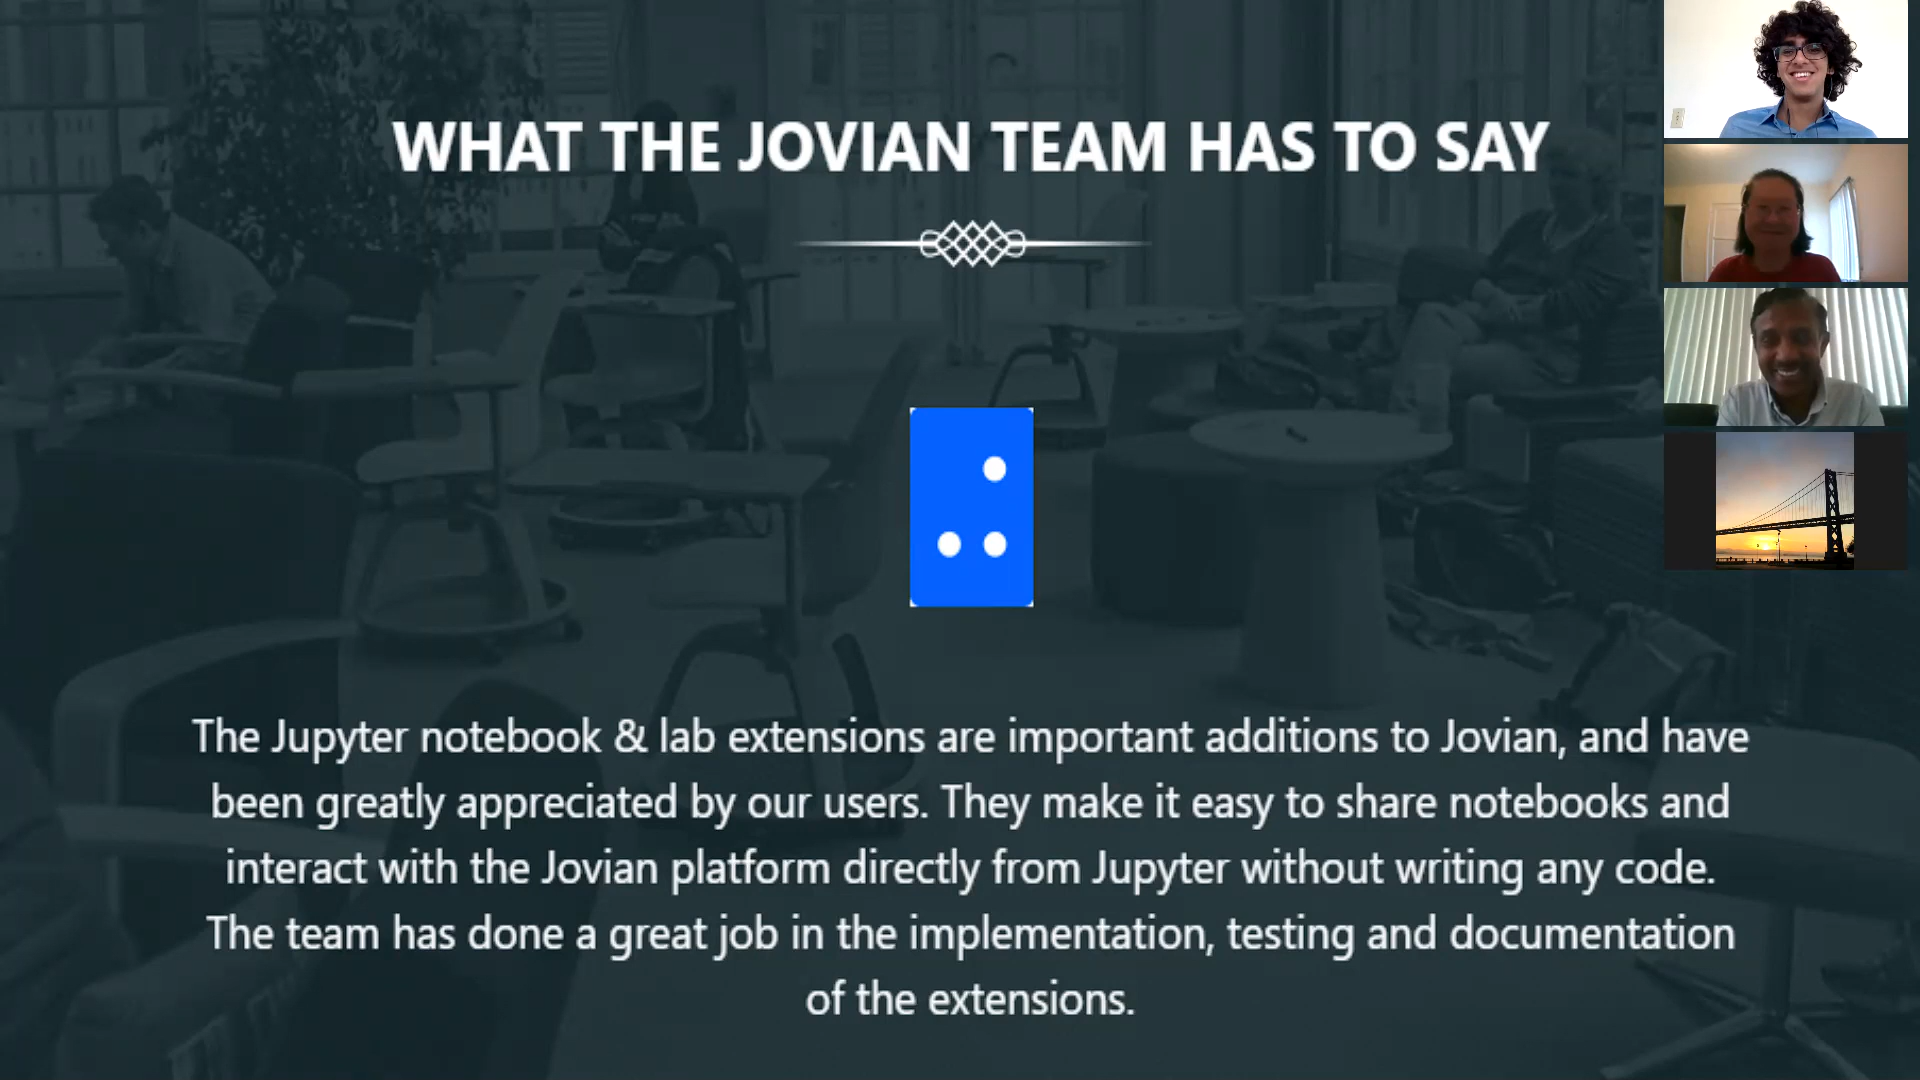 WHAT THE JOVIAN TEAM HAS TO SAY
The Jupyter notebook & lab extensions are important additions to Jovian, and have
been greatly appreciated by our users. They make it easy to share notebooks and
interact with the Jovian platform directly from Jupyter without writing any code.
The team has done a great job in the implementation, testing and documentation
of the extensions.